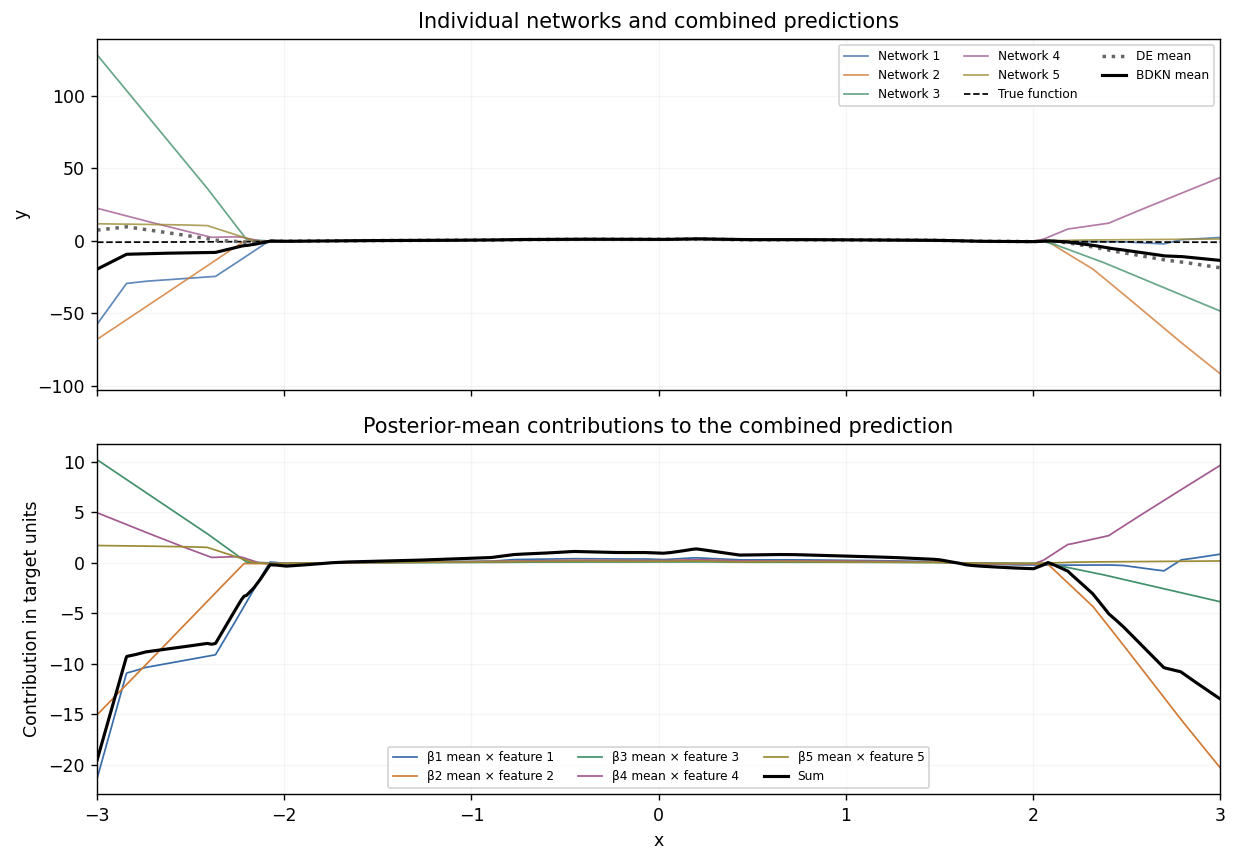 Individual networks and combined predictions
Network 1
Network 2
Network 3
Network 4
Network 5
True function
DE mean
BDKN mean
100
50
0
−50
−100
y
Posterior-mean contributions to the combined prediction
10
5
0
−5
−10
−15
−20
Contribution in target units
β1 mean × feature 1
β2 mean × feature 2
β3 mean × feature 3
β4 mean × feature 4
β5 mean × feature 5
Sum
−3 −2 −1 0 1 2 3
x